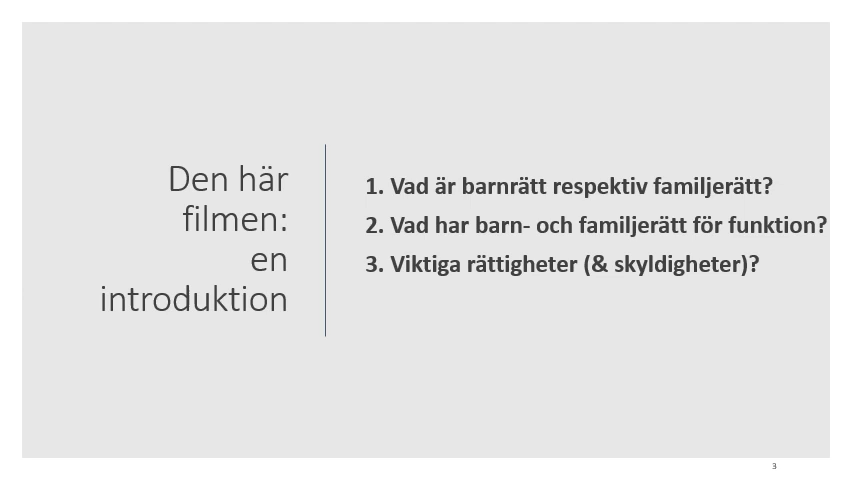 Den här
filmen:
en
introduktion
1. Vad är barnrätt respektiv familjerätt?
2. Vad har barn- och familjerätt för funktion?
3. Viktiga rättigheter (& skyldigheter)?
3